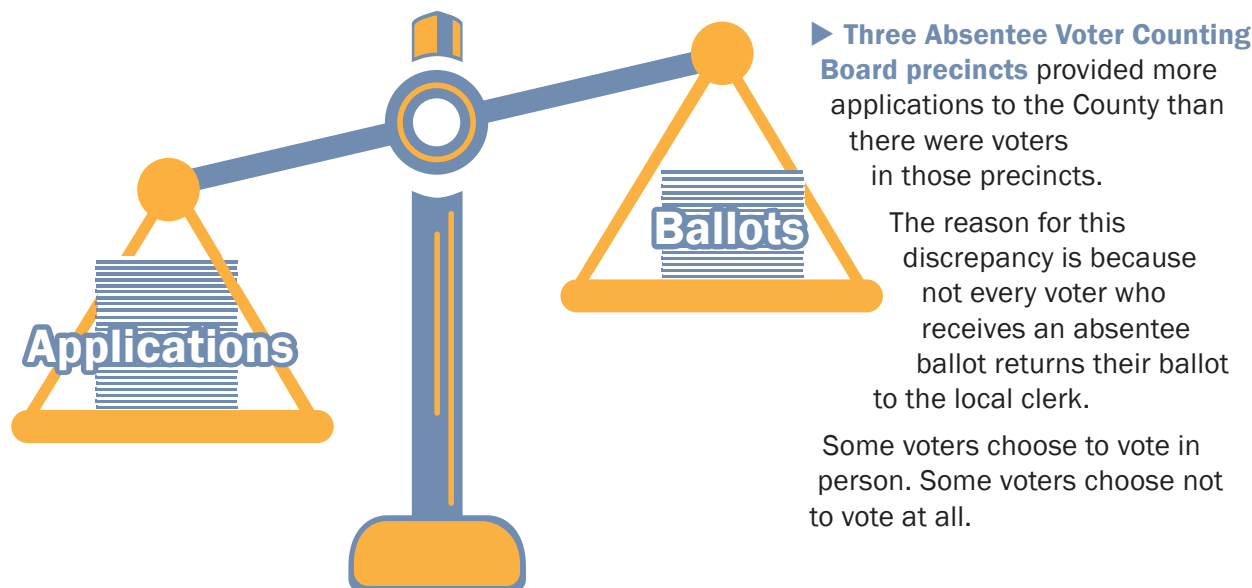 Applications
Ballots
▶ Three Absentee Voter Counting
Board precincts provided more
applications to the County than
there were voters
in those precincts.
The reason for this
discrepancy is because
not every voter who
receives an absentee
ballot returns their ballot
to the local clerk.
Some voters choose to vote in
person. Some voters choose not
to vote at all.